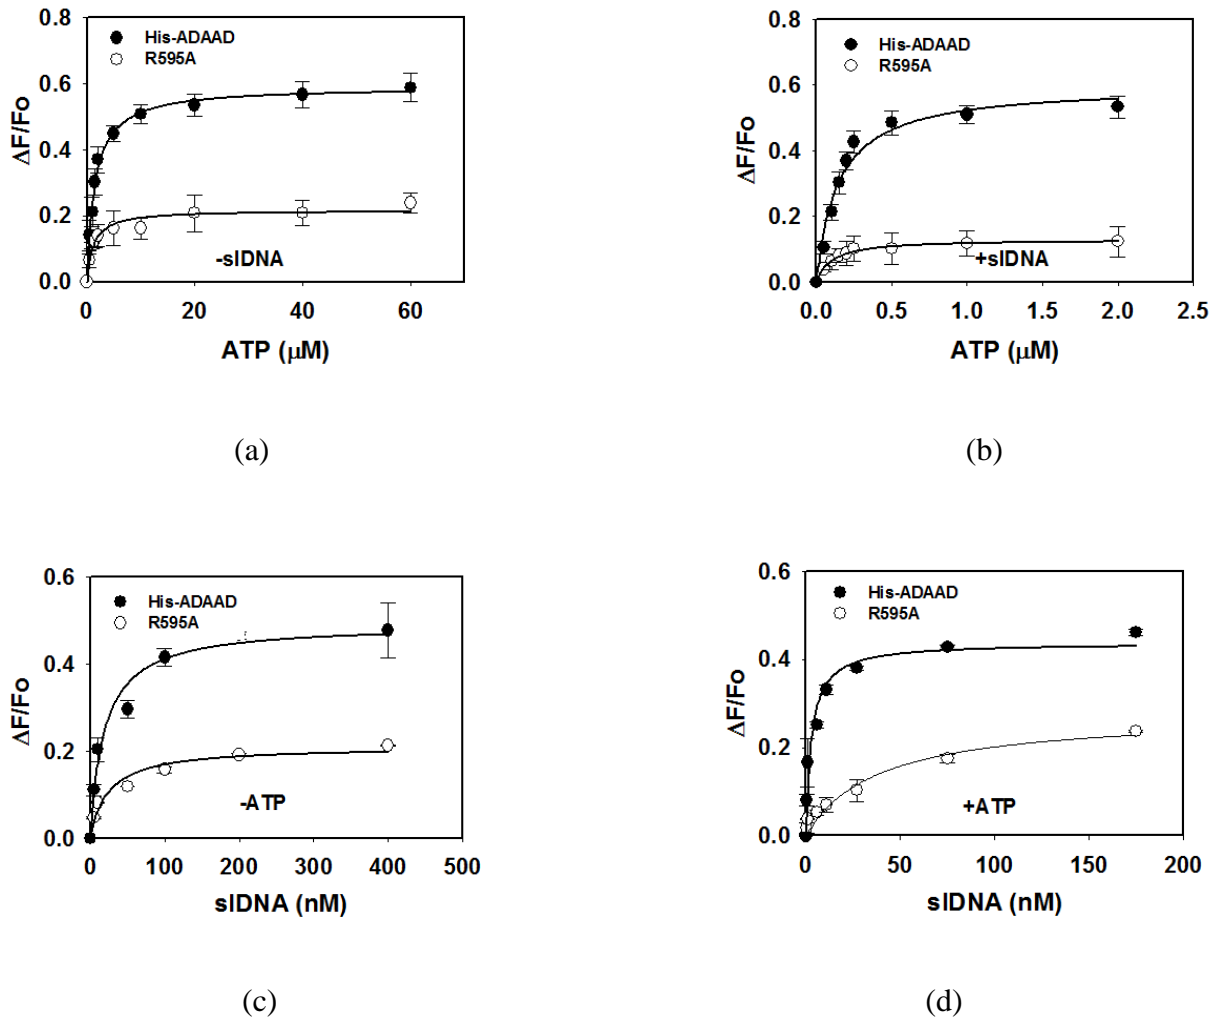 0.8
His-ADAAD
R595A
0.6
ΔF/Fo
0.4
0.2
-slDNA
0.0
0 20 40 60
ATP (μM)
(a)
0.8
His-ADAAD
R595A
0.6
ΔF/Fo
0.4
0.2
+slDNA
0.0
0.0 0.5 1.0 1.5 2.0 2.5
ATP (μM)
(b)
0.6
His-ADAAD
R595A
0.4
ΔF/Fo
0.2
-ATP
0.0
0 100 200 300 400 500
slDNA (nM)
(c)
0.6
His-ADAAD
R595A
0.4
ΔF/Fo
0.2
+ATP
0.0
0 50 100 150 200
slDNA (nM)
(d)